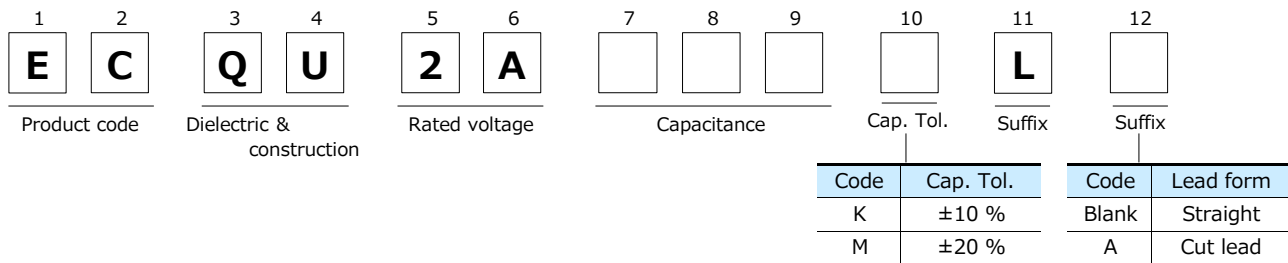 1 2 3 4 5 6 7 8 9 10 11 12
E C Q U 2 A L
Product code Dielectric & construction Rated voltage Capacitance Cap. Tol. Suffix Suffix
Code Cap. Tol. Code Lead form
K ±10 % Blank Straight
M ±20 % A Cut lead